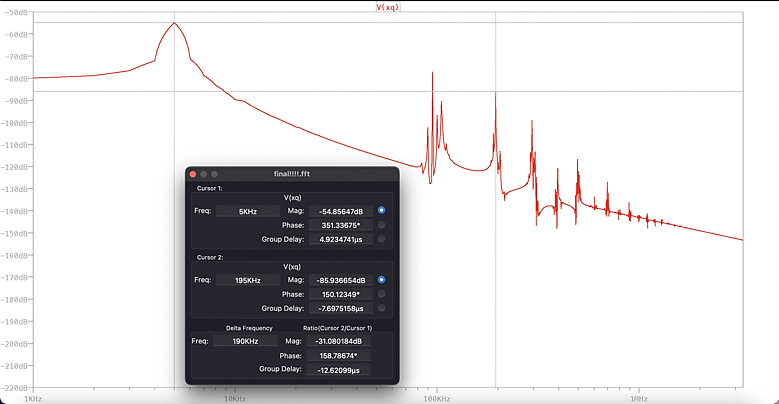 V(xq)
-50dB
-60dB
-70dB
-80dB
-90dB
-100dB
-110dB
-120dB
-130dB
-140dB
-150dB
-160dB
-170dB
-180dB
-190dB
-200dB
-210dB
-220dB
1KHz 10KHz 100KHz 1MHz
final!!!!.fft
Cursor 1:
V(xq)
Freq: 5KHz Mag: -54.85647dB
Phase: 351.33675°
Group Delay: 4.9234741µs
Cursor 2:
V(xq)
Freq: 195KHz Mag: -85.936654dB
Phase: 150.12349°
Group Delay: -7.6975158µs
Delta Frequency Ratio(Cursor 2/Cursor 1)
Freq: 190KHz Mag: -31.080184dB
Phase: 158.78674°
Group Delay: -12.62099µs